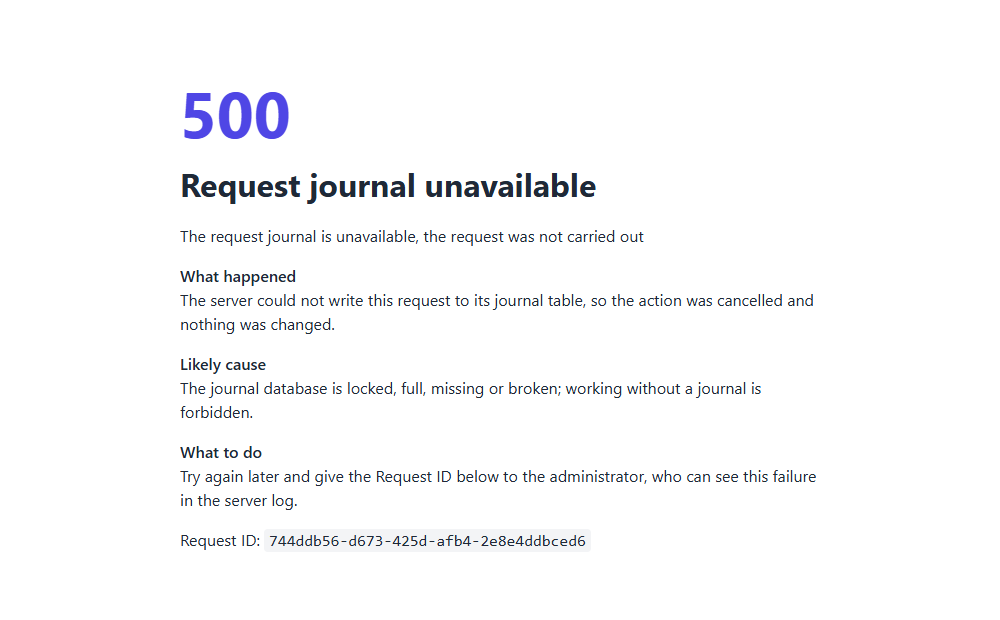 500
Request journal unavailable
The request journal is unavailable, the request was not carried out
What happened
The server could not write this request to its journal table, so the action was cancelled and
nothing was changed.
Likely cause
The journal database is locked, full, missing or broken; working without a journal is
forbidden.
What to do
Try again later and give the Request ID below to the administrator, who can see this failure
in the server log.
Request ID: 744ddb56-d673-425d-afb4-2e8e4ddbced6